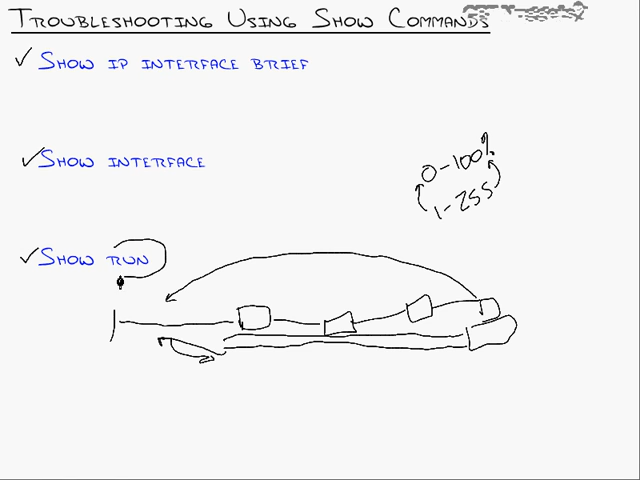 Troubleshooting Using Show Commands
✓ Show ip interface brief
✓ Show interface
0-100%
1-255
✓ Show run